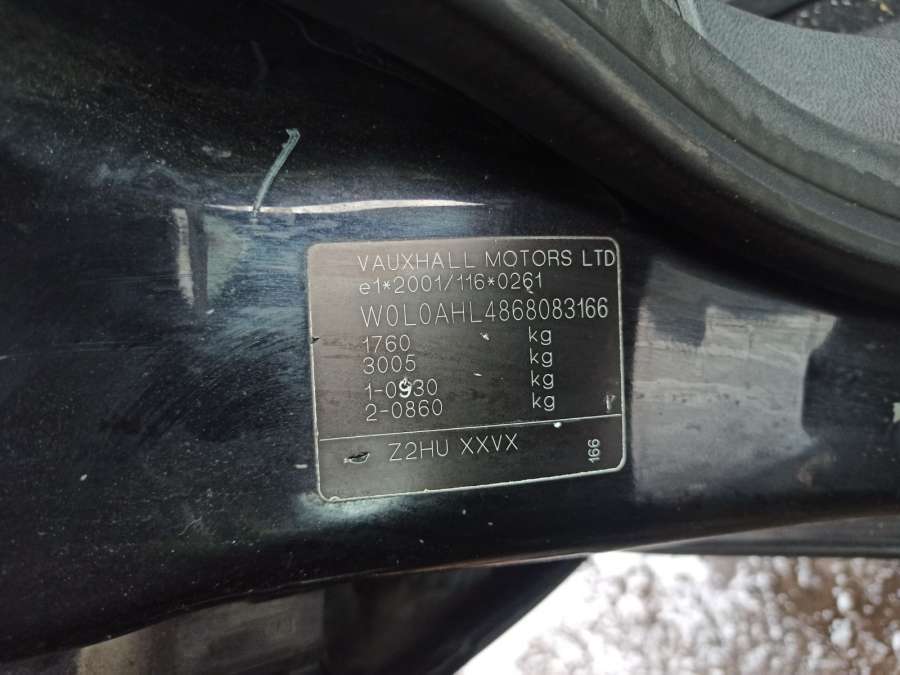 VAUXHALL MOTORS LTD
e1*2001/116*0261
W0L0AHL4868083166
1760 kg
3005 kg
1-0930 kg
2-0860 kg
Z2HU XXVX 166